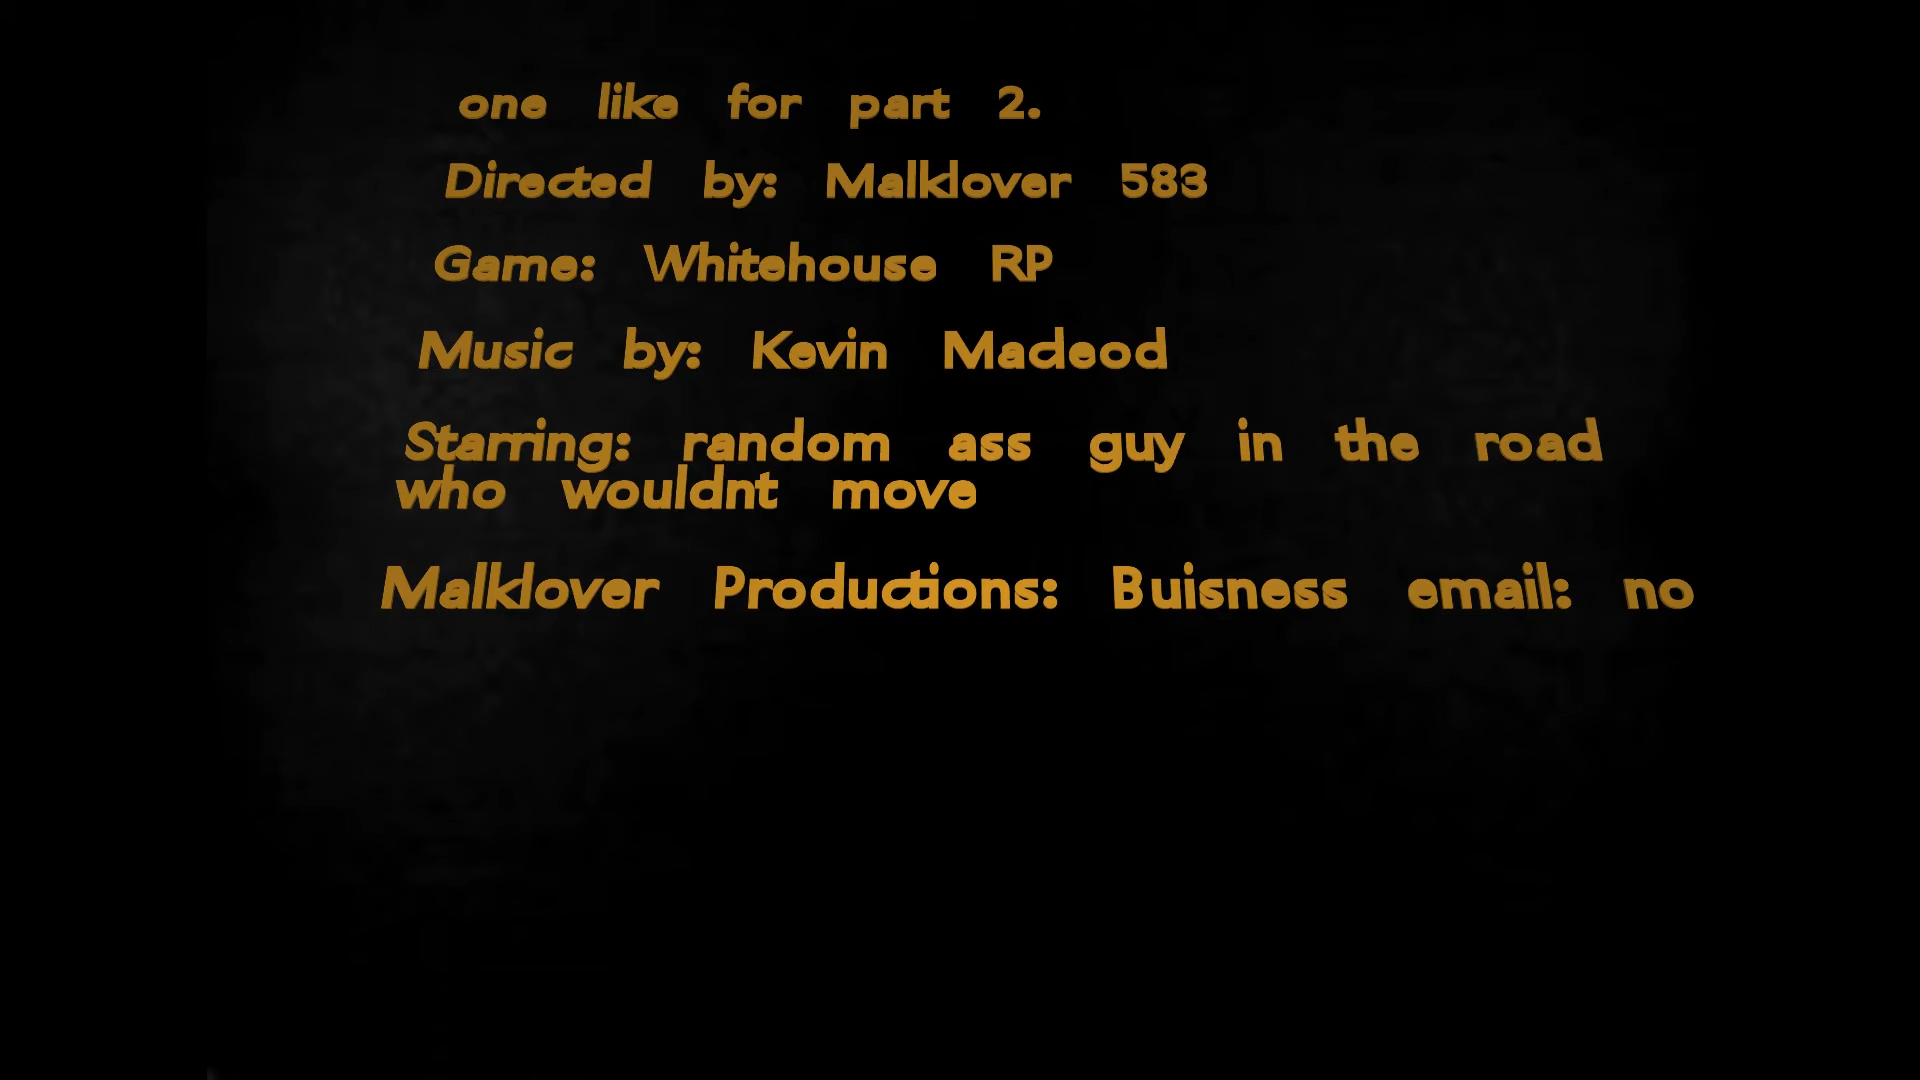 one like for part 2.
Directed by: Malklover 583
Game: Whitehouse RP
Music by: Kevin Macleod
Starring: random ass guy in the road
who wouldnt move
Malklover Productions: Buisness email: no